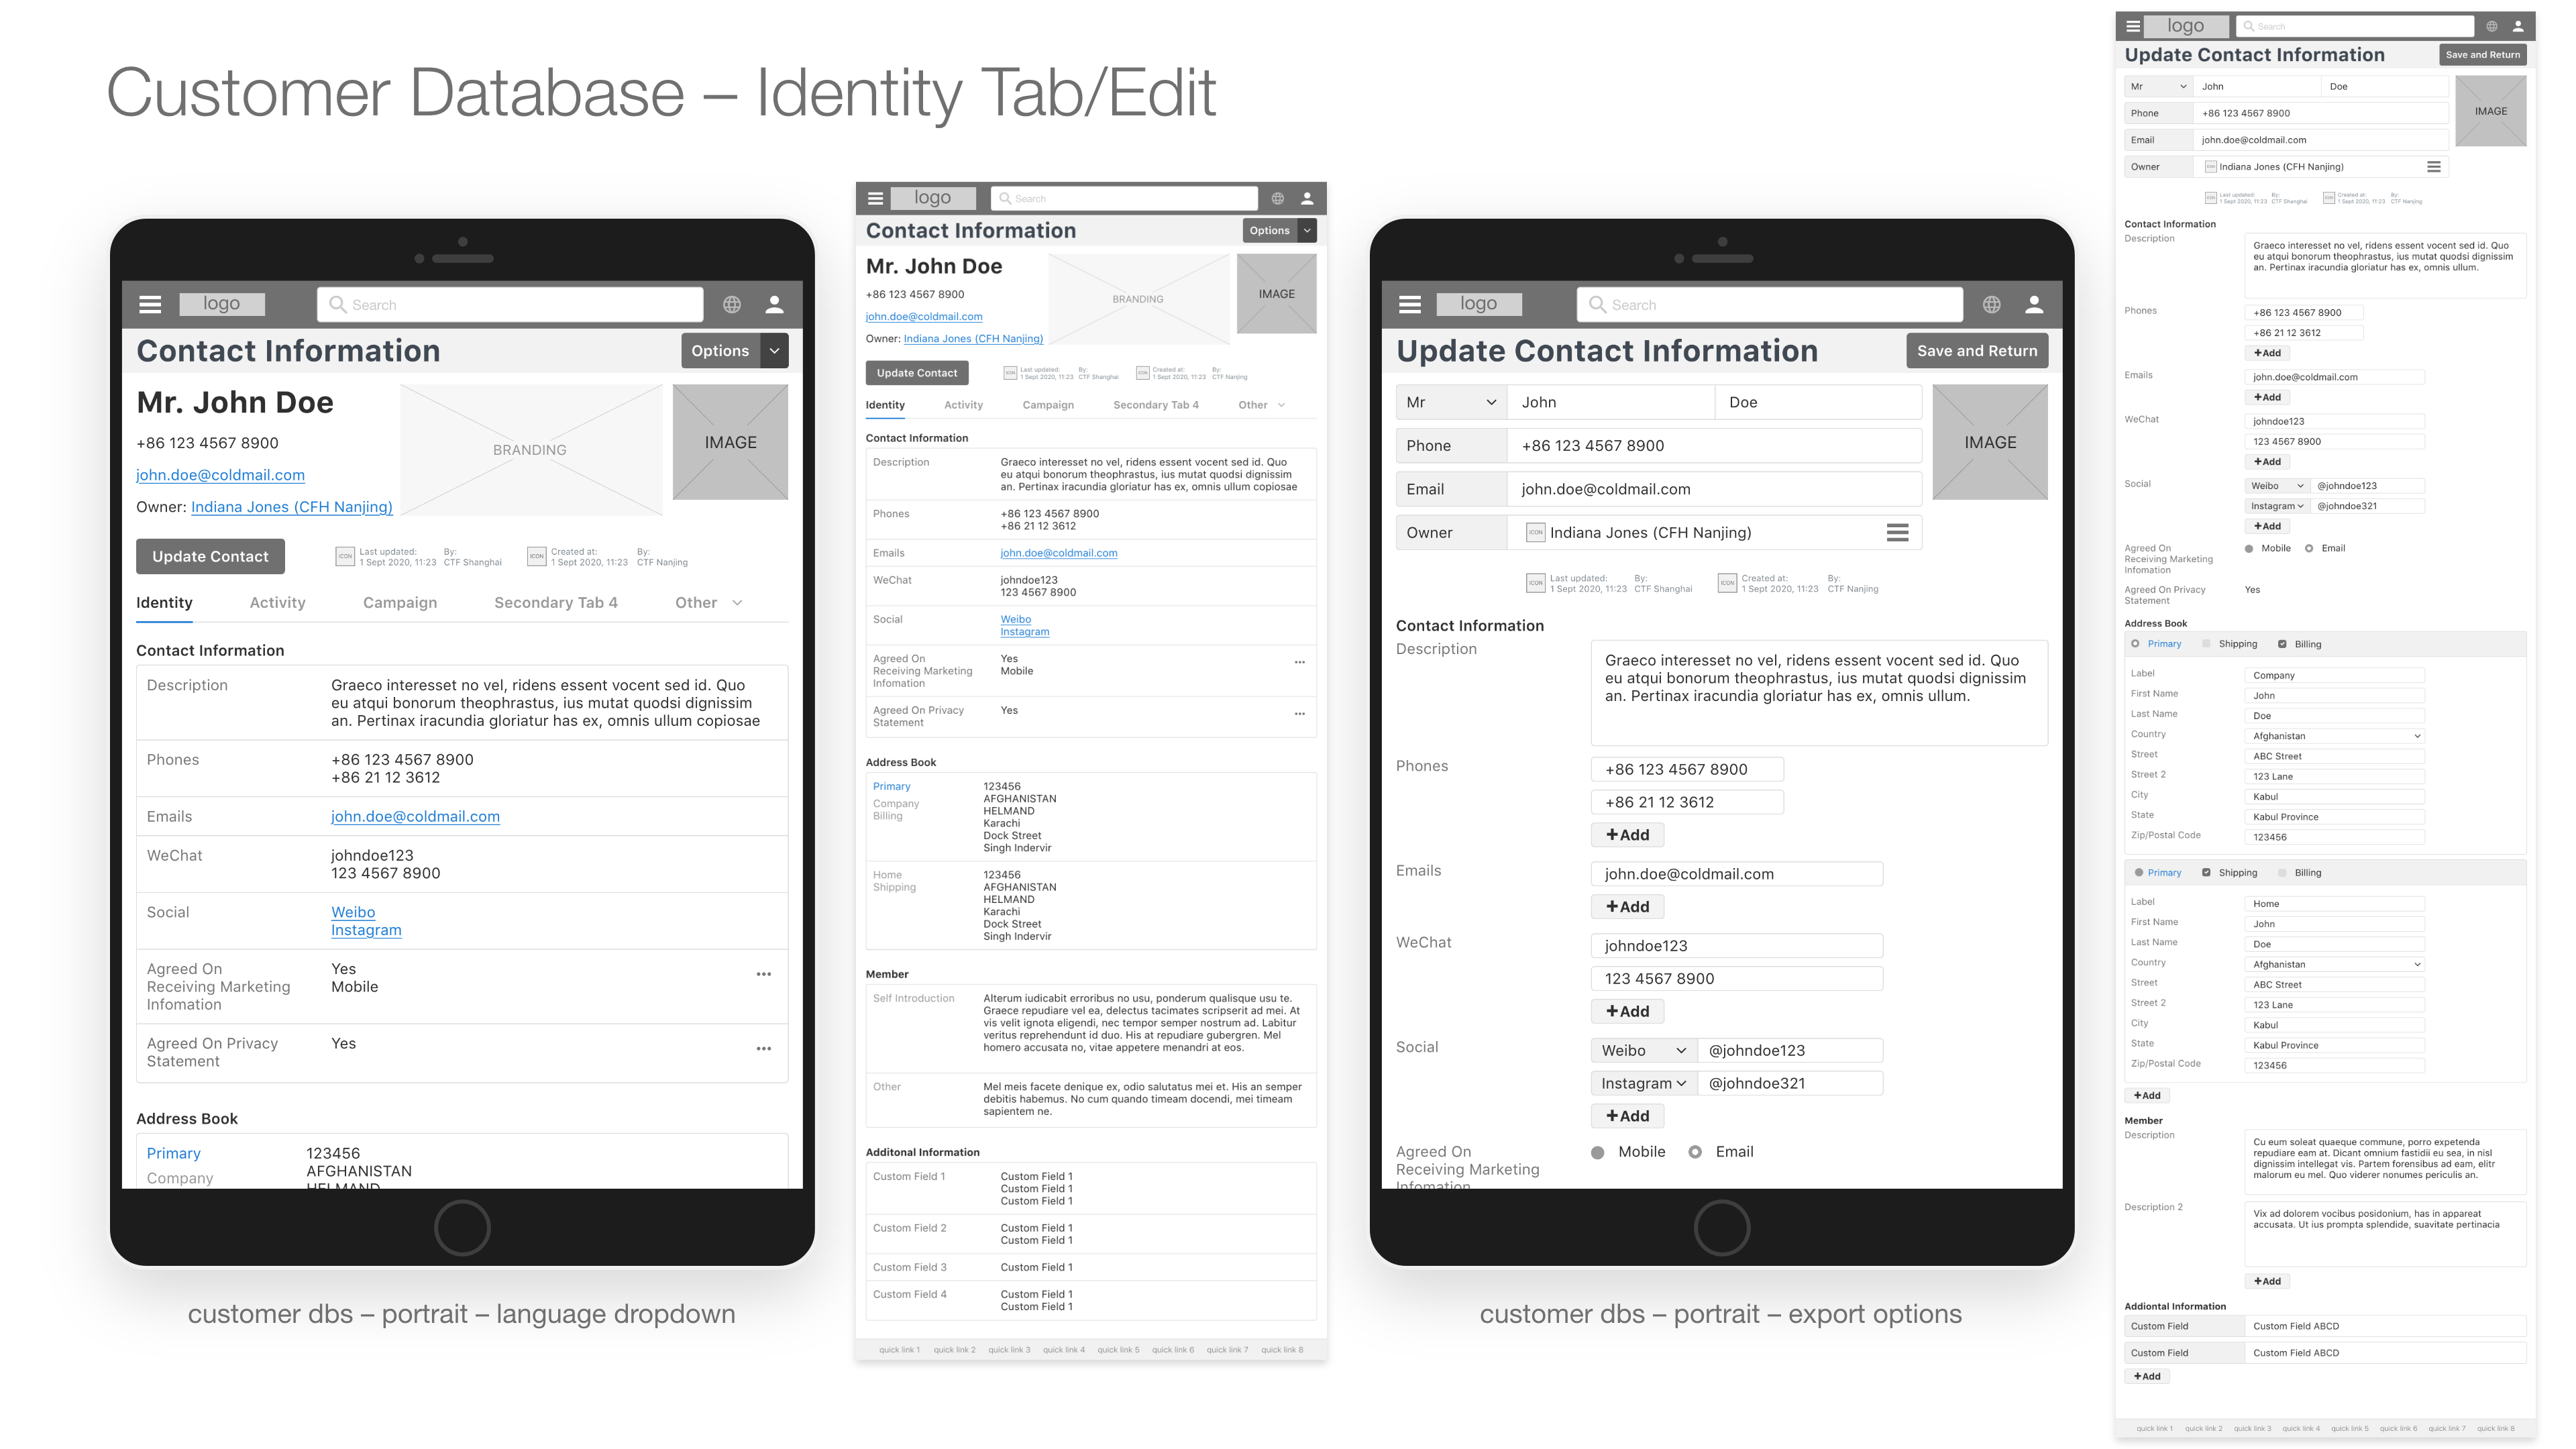 Customer Database – Identity Tab/Edit
logo
Search
Contact Information
Options
Mr. John Doe
+86 123 4567 8900
john.doe@coldmail.com
Owner: Indiana Jones (CFH Nanjing)
BRANDING
IMAGE
Update Contact
ICON
Last updated: By:
1 Sept 2020, 11:23 CTF Shanghai
ICON
Created at: By:
1 Sept 2020, 11:23 CTF Nanjing
Identity Activity Campaign Secondary Tab 4 Other
Contact Information
Description
Graeco interesset no vel, ridens essent vocent sed id. Quo
eu atqui bonorum theophrastus, ius mutat quodsi dignissim
an. Pertinax iracundia gloriatur has ex, omnis ullum copiosae
Phones
+86 123 4567 8900
+86 21 12 3612
Emails
john.doe@coldmail.com
WeChat
johndoe123
123 4567 8900
Social
Weibo
Instagram
Agreed On
Receiving Marketing
Infomation
Yes
Mobile
Agreed On Privacy
Statement
Yes
Address Book
Primary
Company
123456
AFGHANISTAN
HELMAND
customer dbs – portrait – language dropdown
logo
Search
Contact Information
Options
Mr. John Doe
+86 123 4567 8900
john.doe@coldmail.com
Owner: Indiana Jones (CFH Nanjing)
BRANDING
IMAGE
Update Contact
ICON
Last updated: By:
1 Sept 2020, 11:23 CTF Shanghai
ICON
Created at: By:
1 Sept 2020, 11:23 CTF Nanjing
Identity Activity Campaign Secondary Tab 4 Other
Contact Information
Description
Graeco interesset no vel, ridens essent vocent sed id. Quo
eu atqui bonorum theophrastus, ius mutat quodsi dignissim
an. Pertinax iracundia gloriatur has ex, omnis ullum copiosae
Phones
+86 123 4567 8900
+86 21 12 3612
Emails
john.doe@coldmail.com
WeChat
johndoe123
123 4567 8900
Social
Weibo
Instagram
Agreed On
Receiving Marketing
Infomation
Yes
Mobile
Agreed On Privacy
Statement
Yes
Address Book
Primary
Company
Billing
123456
AFGHANISTAN
HELMAND
Karachi
Dock Street
Singh Indervir
Home
Shipping
123456
AFGHANISTAN
HELMAND
Karachi
Dock Street
Singh Indervir
Member
Self Introduction
Alterum iudicabit erroribus no usu, ponderum qualisque usu te.
Graece repudiare vel ea, delectus tacimates scripserit ad mei. At
vis velit ignota eligendi, nec tempor semper nostrum ad. Labitur
veritus reprehendunt id duo. His at repudiare gubergren. Mel
homero accusata no, vitae appetere menandri at eos.
Other
Mel meis facete denique ex, odio salutatus mei et. His an semper
debitis habemus. No cum quando timeam docendi, mei timeam
sapientem ne.
Additonal Information
Custom Field 1
Custom Field 1
Custom Field 1
Custom Field 1
Custom Field 2
Custom Field 1
Custom Field 1
Custom Field 3
Custom Field 1
Custom Field 4
Custom Field 1
Custom Field 1
quick link 1 quick link 2 quick link 3 quick link 4 quick link 5 quick link 6 quick link 7 quick link 8
logo
Search
Update Contact Information
Save and Return
Mr John Doe
Phone +86 123 4567 8900
Email john.doe@coldmail.com
Owner ICON Indiana Jones (CFH Nanjing)
IMAGE
ICON
Last updated: By:
1 Sept 2020, 11:23 CTF Shanghai
ICON
Created at: By:
1 Sept 2020, 11:23 CTF Nanjing
Contact Information
Description
Graeco interesset no vel, ridens essent vocent sed id. Quo
eu atqui bonorum theophrastus, ius mutat quodsi dignissim
an. Pertinax iracundia gloriatur has ex, omnis ullum.
Phones
+86 123 4567 8900
+86 21 12 3612
+Add
Emails
john.doe@coldmail.com
+Add
WeChat
johndoe123
123 4567 8900
+Add
Social
Weibo @johndoe123
Instagram @johndoe321
+Add
Agreed On
Receiving Marketing
Infomation
Mobile Email
customer dbs – portrait – export options
logo
Search
Update Contact Information
Save and Return
Mr John Doe
Phone +86 123 4567 8900
Email john.doe@coldmail.com
Owner ICON Indiana Jones (CFH Nanjing)
IMAGE
ICON
Last updated: By:
1 Sept 2020, 11:23 CTF Shanghai
ICON
Created at: By:
1 Sept 2020, 11:23 CTF Nanjing
Contact Information
Description
Graeco interesset no vel, ridens essent vocent sed id. Quo
eu atqui bonorum theophrastus, ius mutat quodsi dignissim
an. Pertinax iracundia gloriatur has ex, omnis ullum.
Phones
+86 123 4567 8900
+86 21 12 3612
+Add
Emails
john.doe@coldmail.com
+Add
WeChat
johndoe123
123 4567 8900
+Add
Social
Weibo @johndoe123
Instagram @johndoe321
+Add
Agreed On
Receiving Marketing
Infomation
Mobile Email
Agreed On Privacy
Statement
Yes
Address Book
Primary Shipping Billing
Label Company
First Name John
Last Name Doe
Country Afghanistan
Street ABC Street
Street 2 123 Lane
City Kabul
State Kabul Province
Zip/Postal Code 123456
Primary Shipping Billing
Label Home
First Name John
Last Name Doe
Country Afghanistan
Street ABC Street
Street 2 123 Lane
City Kabul
State Kabul Province
Zip/Postal Code 123456
+Add
Member
Description
Cu eum soleat quaeque commune, porro expetenda
repudiare eam at. Dicant omnium fastidii eu sea, in nisl
dignissim intellegat vis. Partem forensibus ad eam, elitr
malorum eu mel. Quo viderer nonumes periculis an.
Description 2
Vix ad dolorem vocibus posidonium, has in appareat
accusata. Ut ius prompta splendide, suavitate pertinacia
+Add
Addiontal Information
Custom Field Custom Field ABCD
Custom Field Custom Field ABCD
+Add
quick link 1 quick link 2 quick link 3 quick link 4 quick link 5 quick link 6 quick link 7 quick link 8